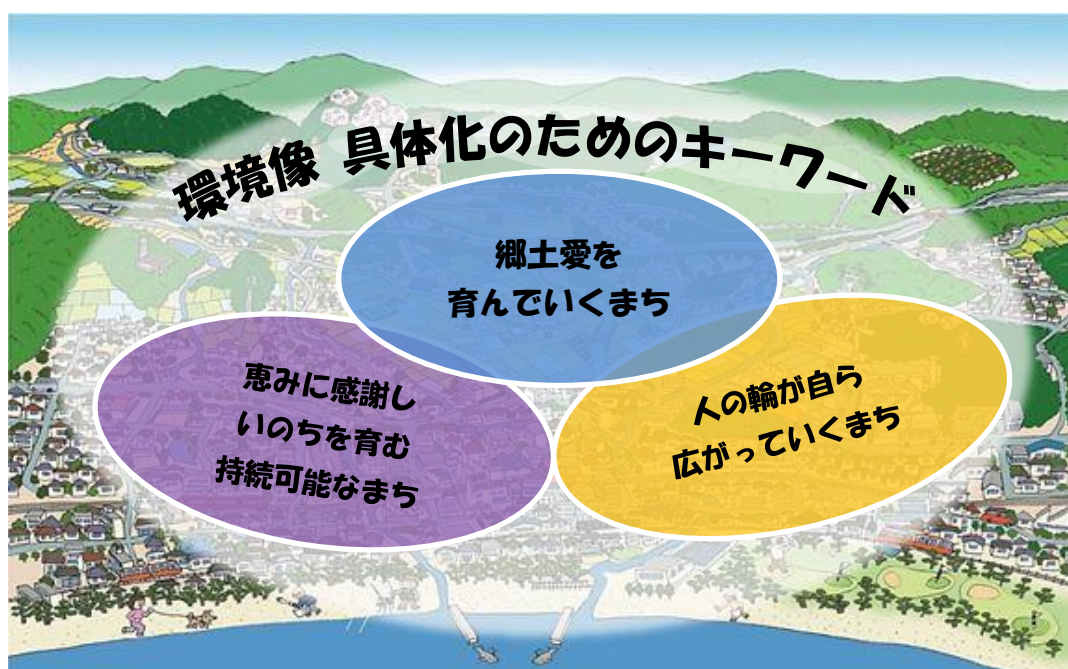 環境像 具体化のためのキーワード
郷土愛を
育んでいくまち
恵みに感謝し
いのちを育む
持続可能なまち
人の輪が自ら
広がっていくまち